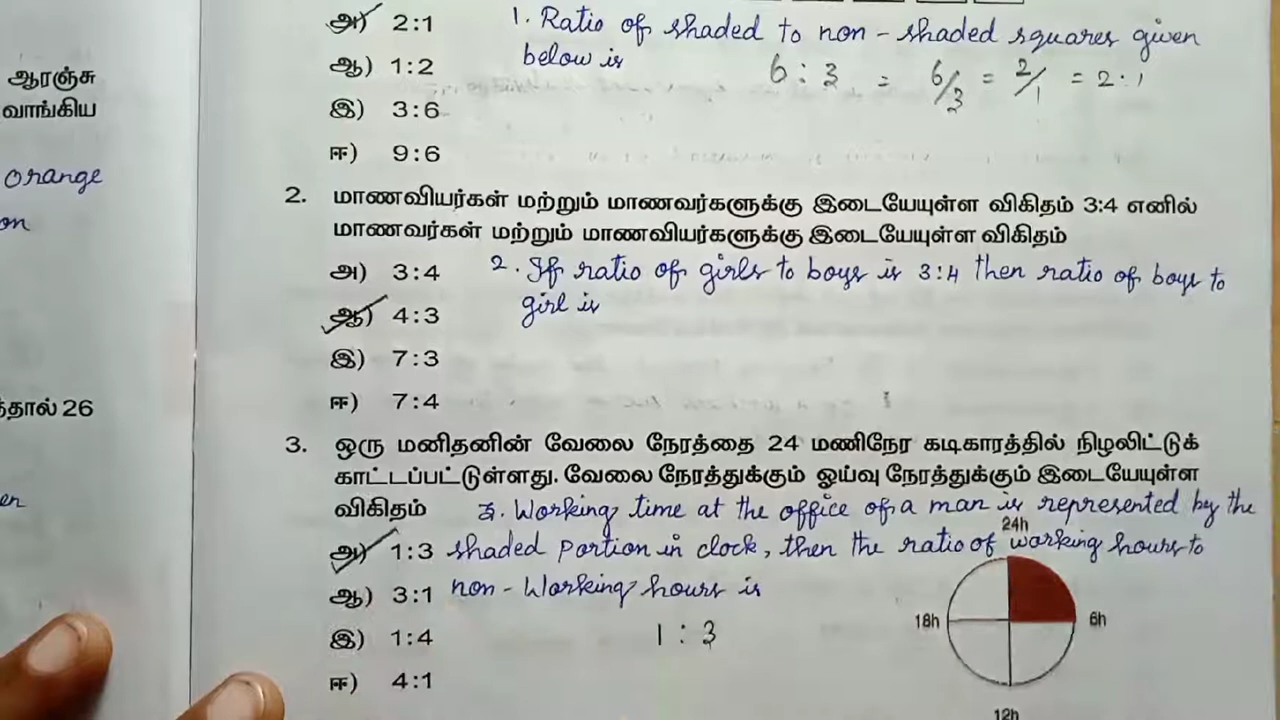 ஆரஞ்சு
வாங்கிய
orange
on
ந்தால் 26
en
அ) 2:1
1. Ratio of shaded to non - shaded squares given
below is
6 : 3 = 6/3 = 2/1 = 2:1
ஆ) 1:2
இ) 3:6
ஈ) 9:6
2. மாணவியர்கள் மற்றும் மாணவர்களுக்கு இடையேயுள்ள விகிதம் 3:4 எனில்
மாணவர்கள் மற்றும் மாணவியர்களுக்கு இடையேயுள்ள விகிதம்
அ) 3:4
2. If ratio of girls to boys is 3:4 then ratio of boys to
girl is
ஆ) 4:3
இ) 7:3
ஈ) 7:4
3. ஒரு மனிதனின் வேலை நேரத்தை 24 மணிநேர கடிகாரத்தில் நிழலிட்டுக்
காட்டப்பட்டுள்ளது. வேலை நேரத்துக்கும் ஓய்வு நேரத்துக்கும் இடையேயுள்ள
விகிதம்
3. Working time at the office of a man is represented by the
அ) 1:3 shaded portion in clock, then the ratio of working hours to
ஆ) 3:1 non - Working hours is
இ) 1:4
1 : 3
ஈ) 4:1
24h
18h
6h
12h